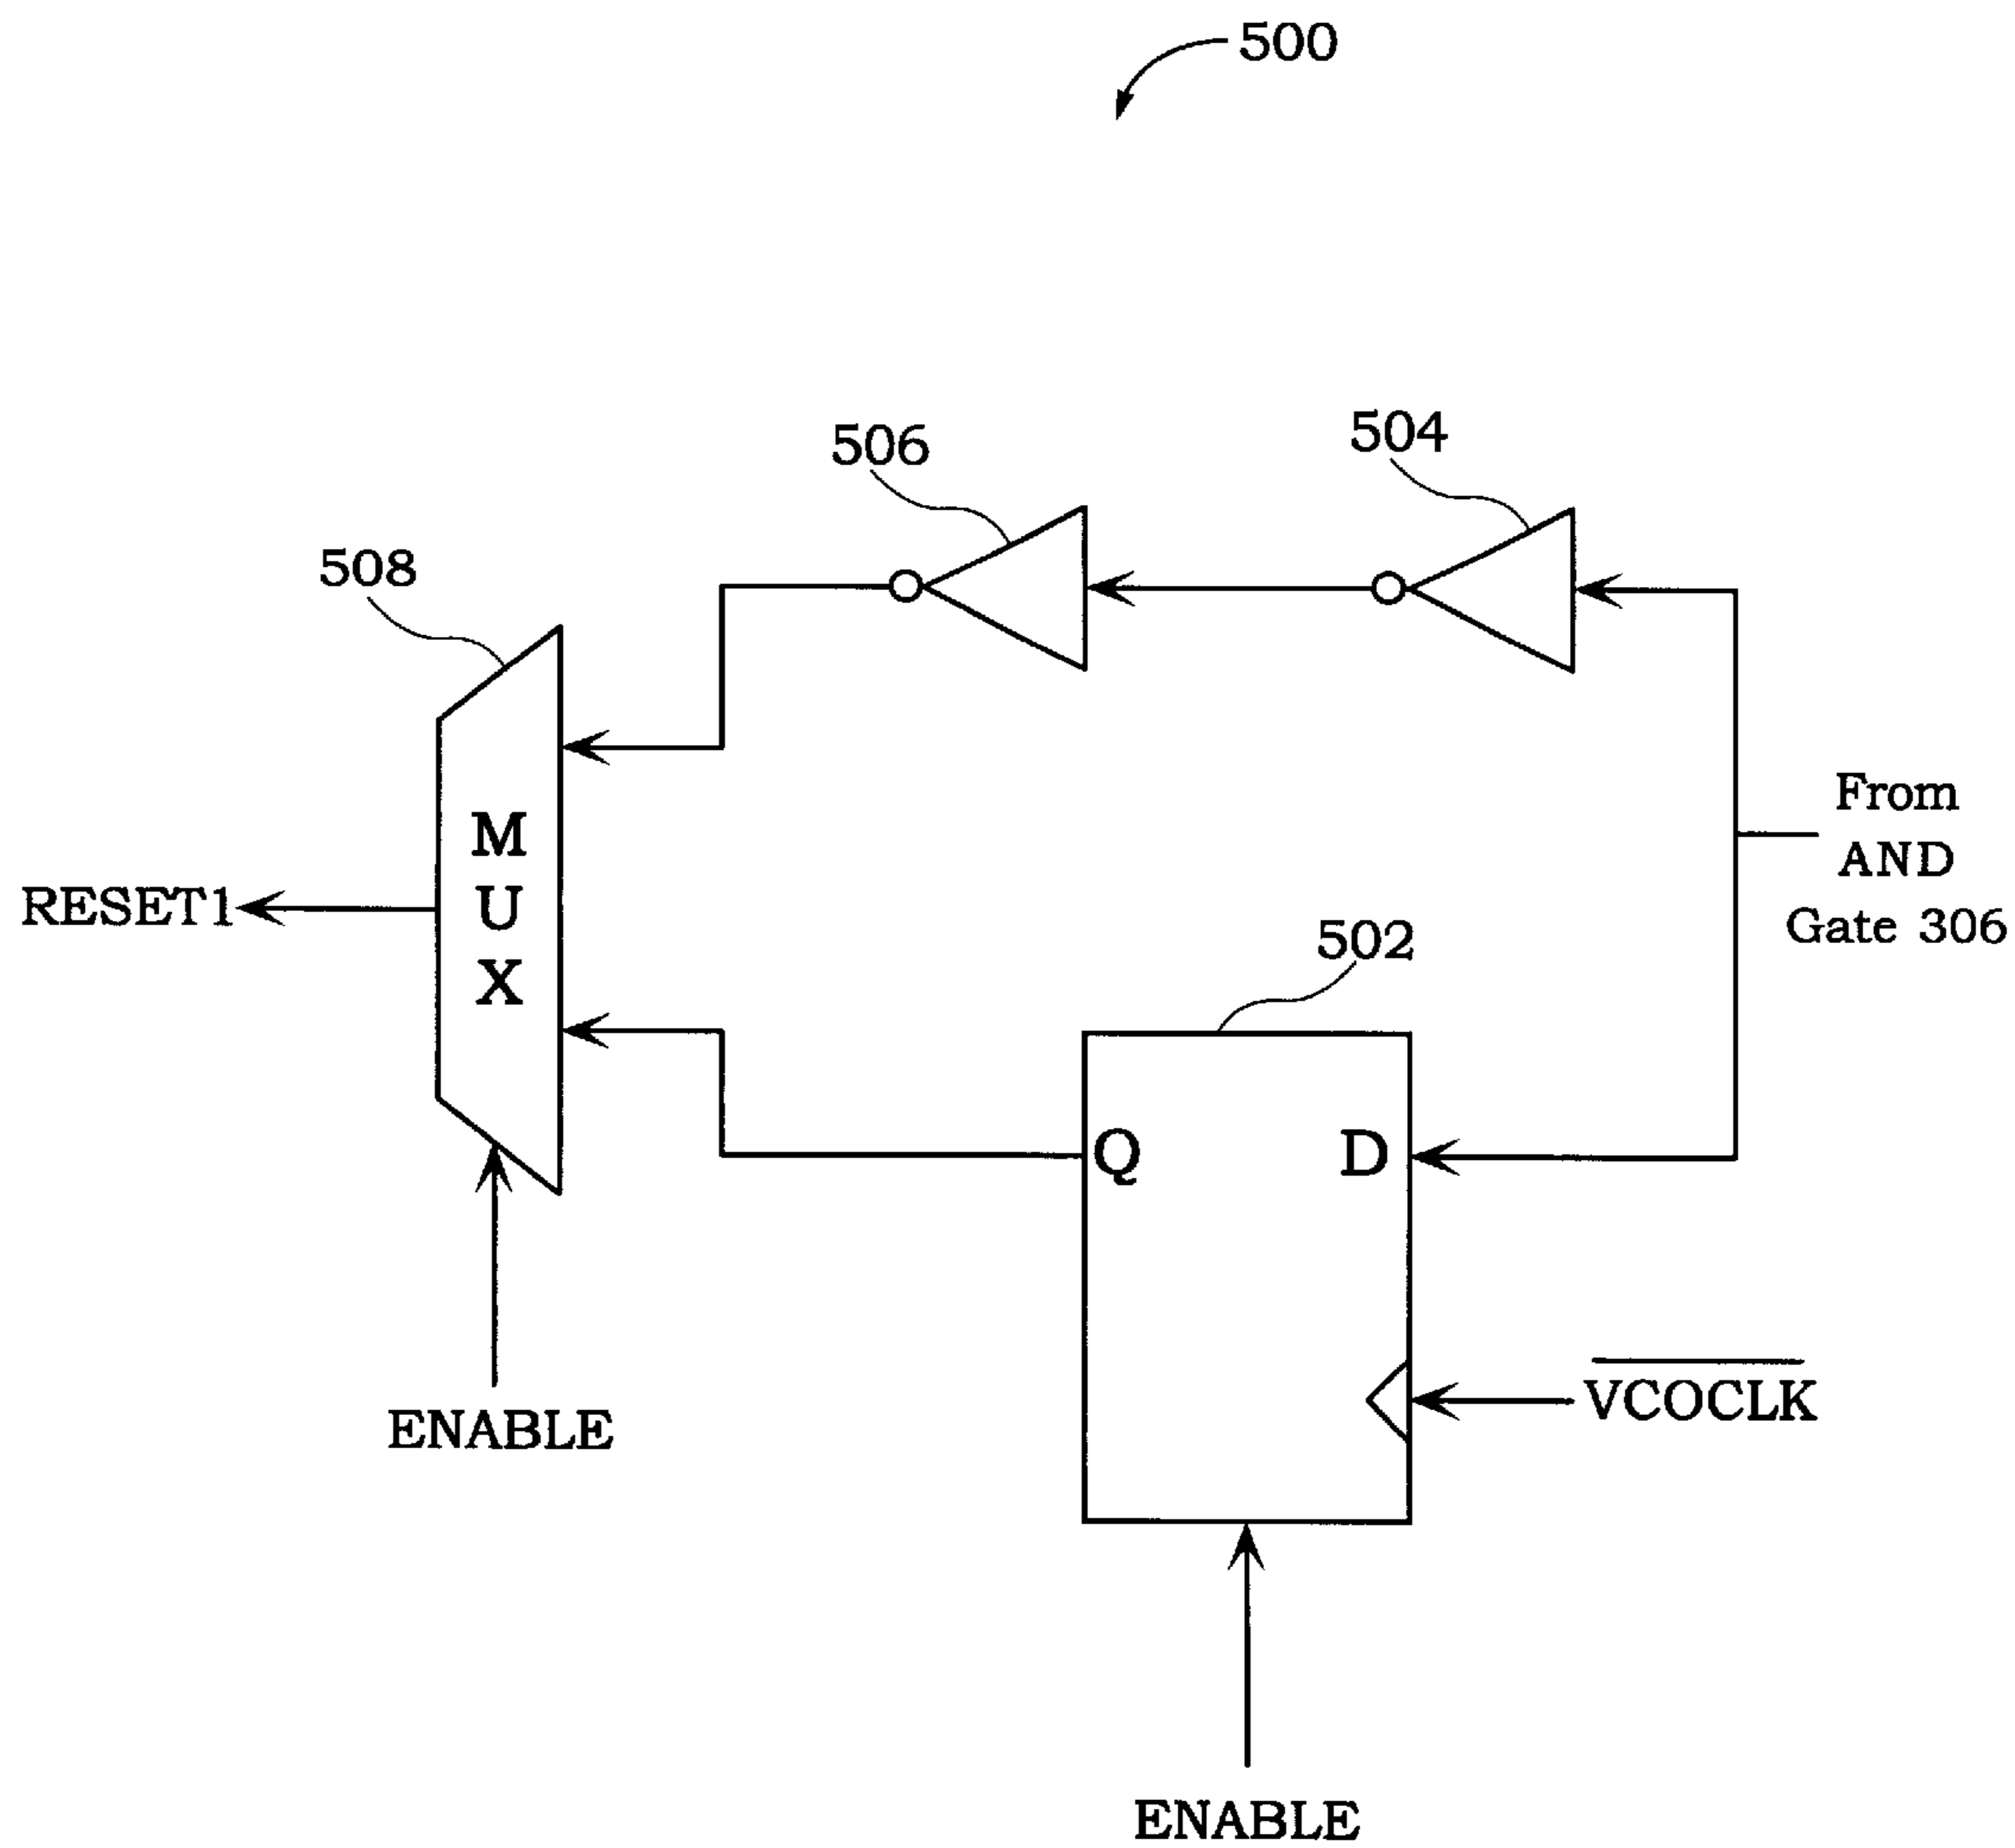 500
504
506
508
M
U
X
From
AND
Gate 306
RESET1
502
Q
D
VCOCLK
ENABLE
ENABLE